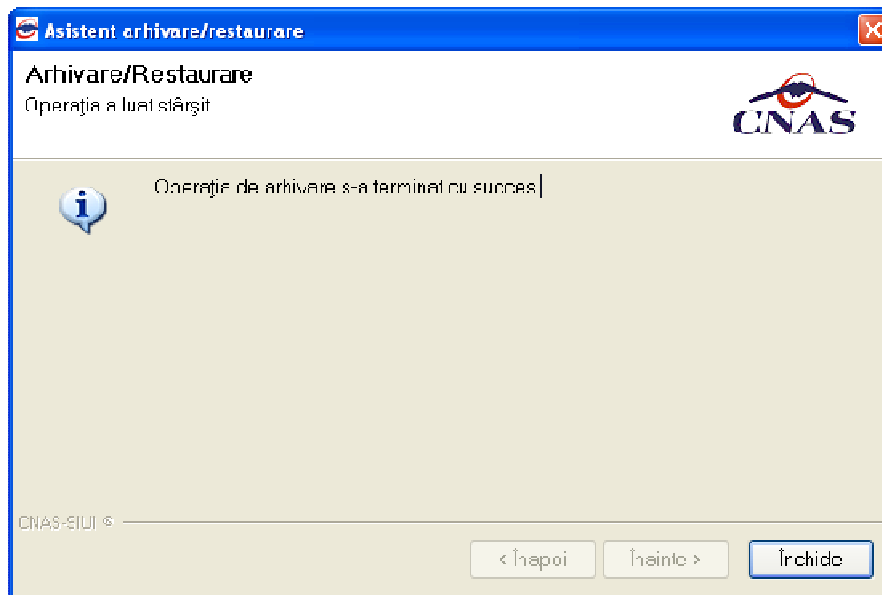 Asistent arhivare/restaurare
Arhivare/Restaurare
Operaţia a luat sfârşit
CNAS
Operaţia de arhivare s-a terminat cu succes
CNAS-SIUI ©
< Înapoi
Înainte >
Închide